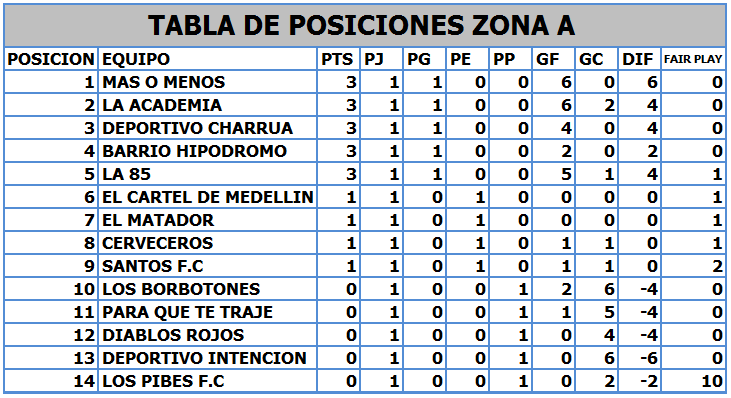 TABLA DE POSICIONES ZONA A
POSICION EQUIPO PTS PJ PG PE PP GF GC DIF FAIR PLAY
1 MAS O MENOS 3 1 1 0 0 6 0 6 0
2 LA ACADEMIA 3 1 1 0 0 6 2 4 0
3 DEPORTIVO CHARRUA 3 1 1 0 0 4 0 4 0
4 BARRIO HIPODROMO 3 1 1 0 0 2 0 2 0
5 LA 85 3 1 1 0 0 5 1 4 1
6 EL CARTEL DE MEDELLIN 1 1 0 1 0 0 0 0 1
7 EL MATADOR 1 1 0 1 0 0 0 0 1
8 CERVECEROS 1 1 0 1 0 1 1 0 1
9 SANTOS F.C 1 1 0 1 0 1 1 0 2
10 LOS BORBOTONES 0 1 0 0 1 2 6 -4 0
11 PARA QUE TE TRAJE 0 1 0 0 1 1 5 -4 0
12 DIABLOS ROJOS 0 1 0 0 1 0 4 -4 0
13 DEPORTIVO INTENCION 0 1 0 0 1 0 6 -6 0
14 LOS PIBES F.C 0 1 0 0 1 0 2 -2 10